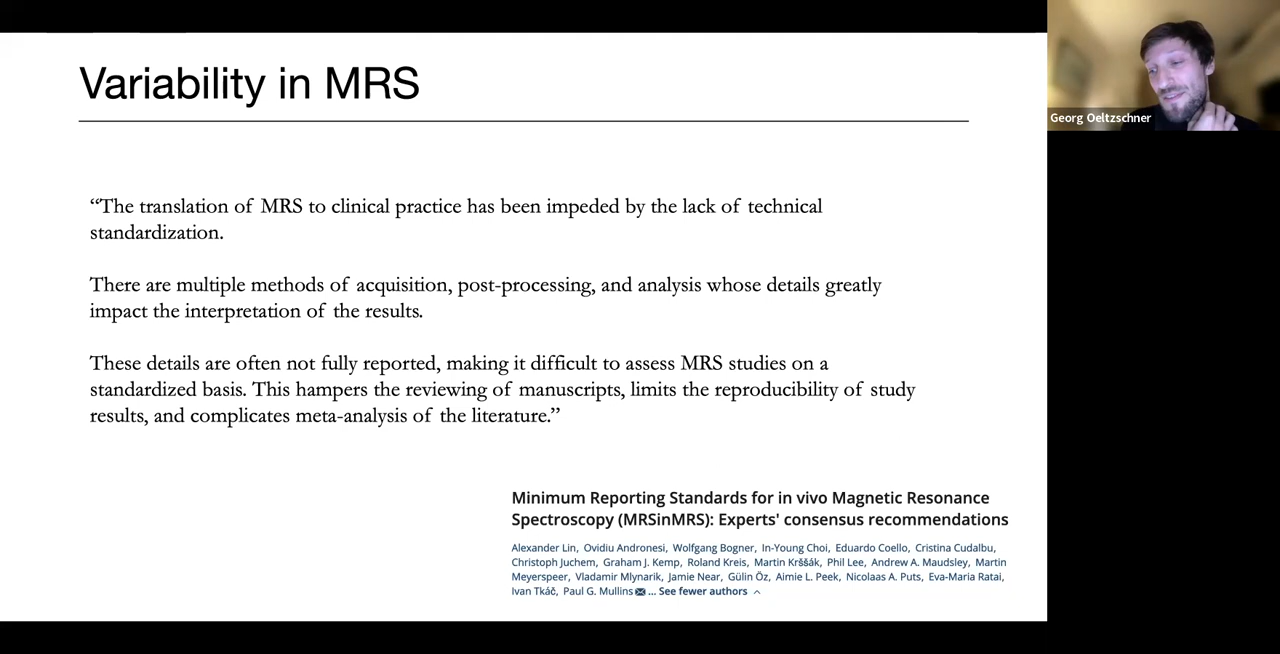 Variability in MRS
“The translation of MRS to clinical practice has been impeded by the lack of technical
standardization.
There are multiple methods of acquisition, post-processing, and analysis whose details greatly
impact the interpretation of the results.
These details are often not fully reported, making it difficult to assess MRS studies on a
standardized basis. This hampers the reviewing of manuscripts, limits the reproducibility of study
results, and complicates meta-analysis of the literature.”
Minimum Reporting Standards for in vivo Magnetic Resonance
Spectroscopy (MRSinMRS): Experts' consensus recommendations
Alexander Lin, Ovidiu Andronesi, Wolfgang Bogner, In-Young Choi, Eduardo Coello, Cristina Cudalbu,
Christoph Juchem, Graham J. Kemp, Roland Kreis, Martin Krššák, Phil Lee, Andrew A. Maudsley, Martin
Meyerspeer, Vladamir Mlynarik, Jamie Near, Gülin Öz, Aimie L. Peek, Nicolaas A. Puts, Eva-Maria Ratai,
Ivan Tkáč, Paul G. Mullins ... See fewer authors
Georg Oeltzschner